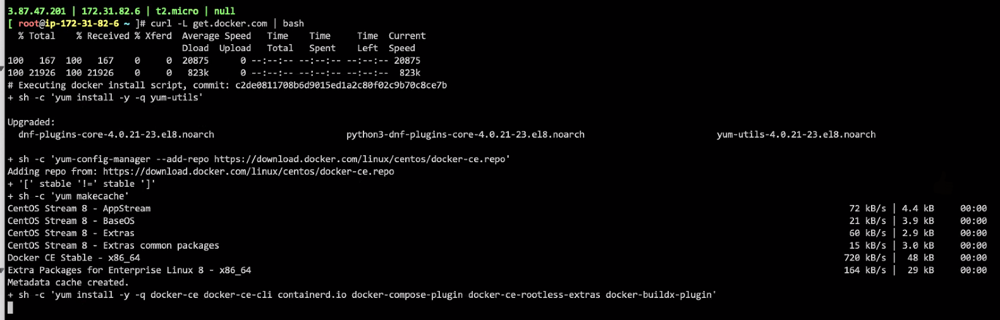 3.87.47.201 | 172.31.82.6 | t2.micro | null
[ root@ip-172-31-82-6 ~ ]# curl -L get.docker.com | bash
  % Total    % Received % Xferd  Average Speed   Time    Time     Time  Current
                                 Dload  Upload   Total   Spent    Left  Speed
100   167  100   167    0     0  20875      0 --:--:-- --:--:-- --:--:-- 20875
100 21926  100 21926    0     0   823k      0 --:--:-- --:--:-- --:--:--  823k
# Executing docker install script, commit: c2de0811708b6d9015ed1a2c80f02c9b70c8ce7b
+ sh -c 'yum install -y -q yum-utils'
Upgraded:
  dnf-plugins-core-4.0.21-23.el8.noarch    python3-dnf-plugins-core-4.0.21-23.el8.noarch    yum-utils-4.0.21-23.el8.noarch
+ sh -c 'yum-config-manager --add-repo https://download.docker.com/linux/centos/docker-ce.repo'
Adding repo from: https://download.docker.com/linux/centos/docker-ce.repo
+ '[' stable '!=' stable ']'
+ sh -c 'yum makecache'
CentOS Stream 8 - AppStream    72 kB/s | 4.4 kB    00:00
CentOS Stream 8 - BaseOS    21 kB/s | 3.9 kB    00:00
CentOS Stream 8 - Extras    60 kB/s | 2.9 kB    00:00
CentOS Stream 8 - Extras common packages    15 kB/s | 3.0 kB    00:00
Docker CE Stable - x86_64    720 kB/s |  48 kB    00:00
Extra Packages for Enterprise Linux 8 - x86_64    164 kB/s |  29 kB    00:00
Metadata cache created.
+ sh -c 'yum install -y -q docker-ce docker-ce-cli containerd.io docker-compose-plugin docker-ce-rootless-extras docker-buildx-plugin'